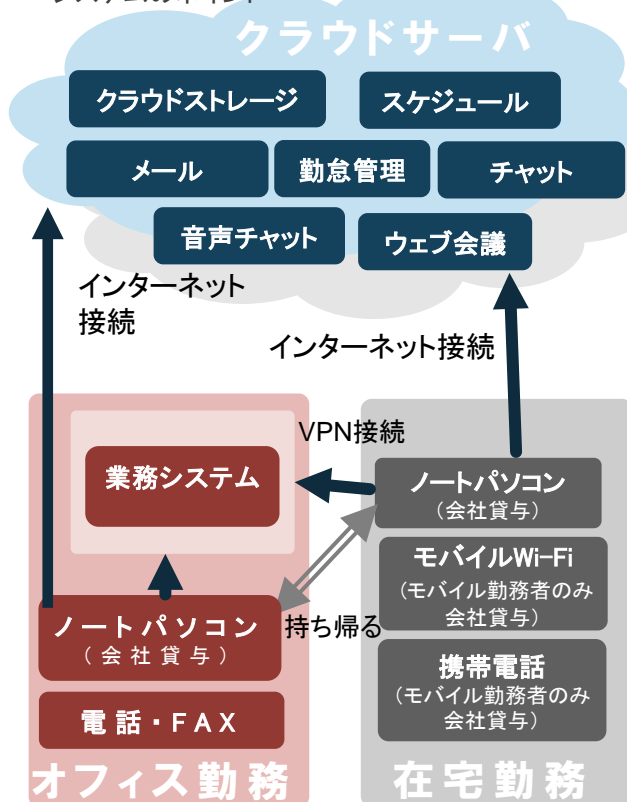 クラウドサーバ
クラウドストレージ
スケジュール
メール
勤怠管理
チャット
音声チャット
ウェブ会議
インターネット
接続
インターネット接続
VPN接続
業務システム
ノートパソコン
(会社貸与)
モバイルWi-Fi
(モバイル勤務者のみ
会社貸与)
ノートパソコン
(会社貸与)
持ち帰る
携帯電話
(モバイル勤務者のみ
会社貸与)
電話・FAX
オフィス勤務
在宅勤務